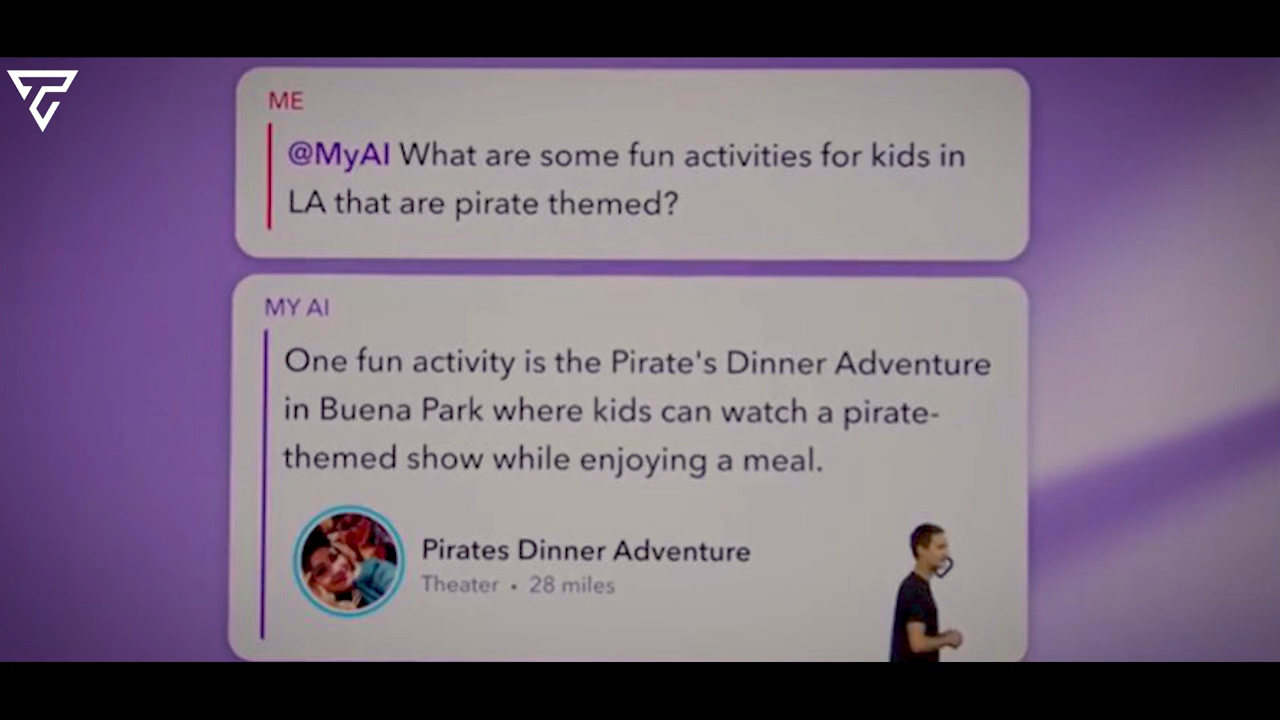 ME
@MyAI What are some fun activities for kids in
LA that are pirate themed?
MY AI
One fun activity is the Pirate's Dinner Adventure
in Buena Park where kids can watch a pirate-
themed show while enjoying a meal.
Pirates Dinner Adventure
Theater • 28 miles